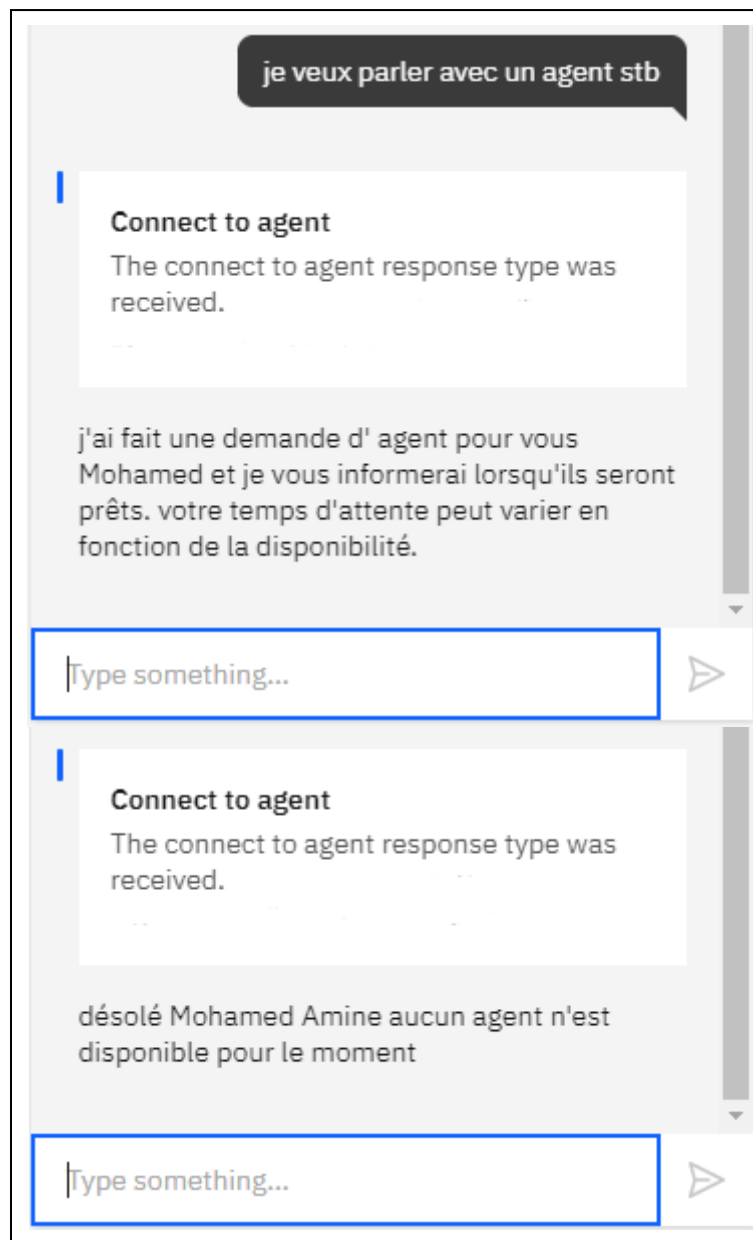 je veux parler avec un agent stb
Connect to agent
The connect to agent response type was
received.
j'ai fait une demande d' agent pour vous
Mohamed et je vous informerai lorsqu'ils seront
prêts. votre temps d'attente peut varier en
fonction de la disponibilité.
Type something...
Connect to agent
The connect to agent response type was
received.
désolé Mohamed Amine aucun agent n'est
disponible pour le moment
Type something...